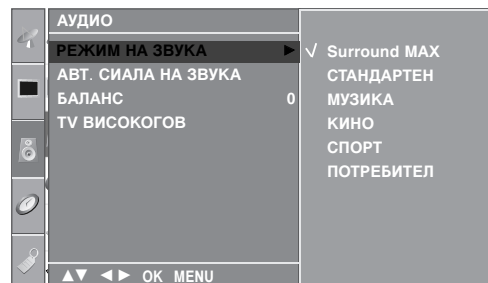 АУДИО
РЕЖИМ НА ЗВУКА ►
АВТ. СИАЛА НА ЗВУКА
БАЛАНС 0
TV ВИСОКОГОВ
√ Surround MAX
СТАНДАРТЕН
МУЗИКА
КИНО
СПОРТ
ПОТРЕБИТЕЛ
▲▼ ◄► OK MENU